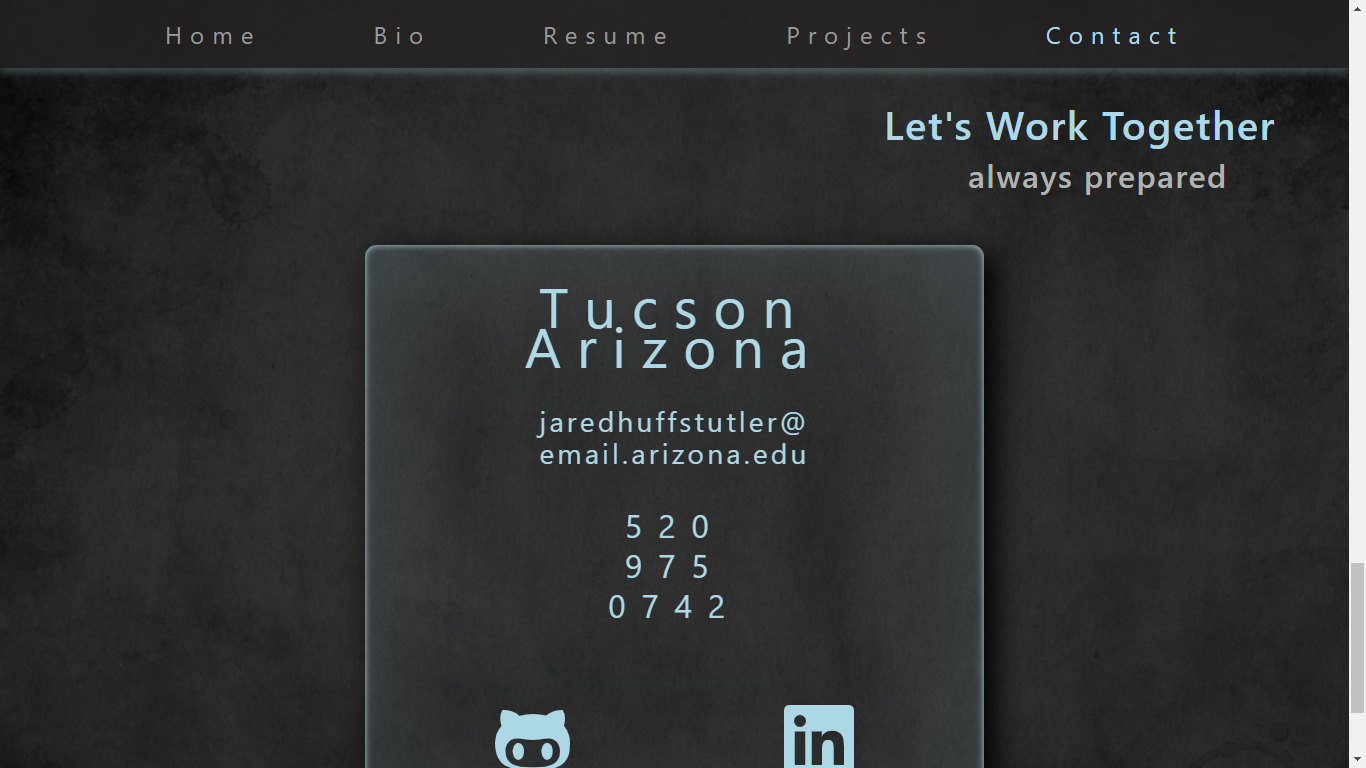 Home Bio Resume Projects Contact
Let's Work Together
always prepared
Tucson
Arizona
jaredhuffstutler@
email.arizona.edu
520
975
0742
in